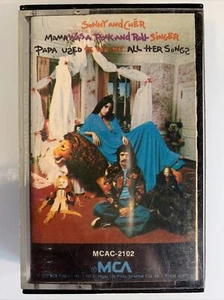 SONNY AND CHER
MAMA WAS A ROCK AND ROLL SINGER
PAPA USED TO WRITE ALL HER SONGS
MCAC-2102
MCA